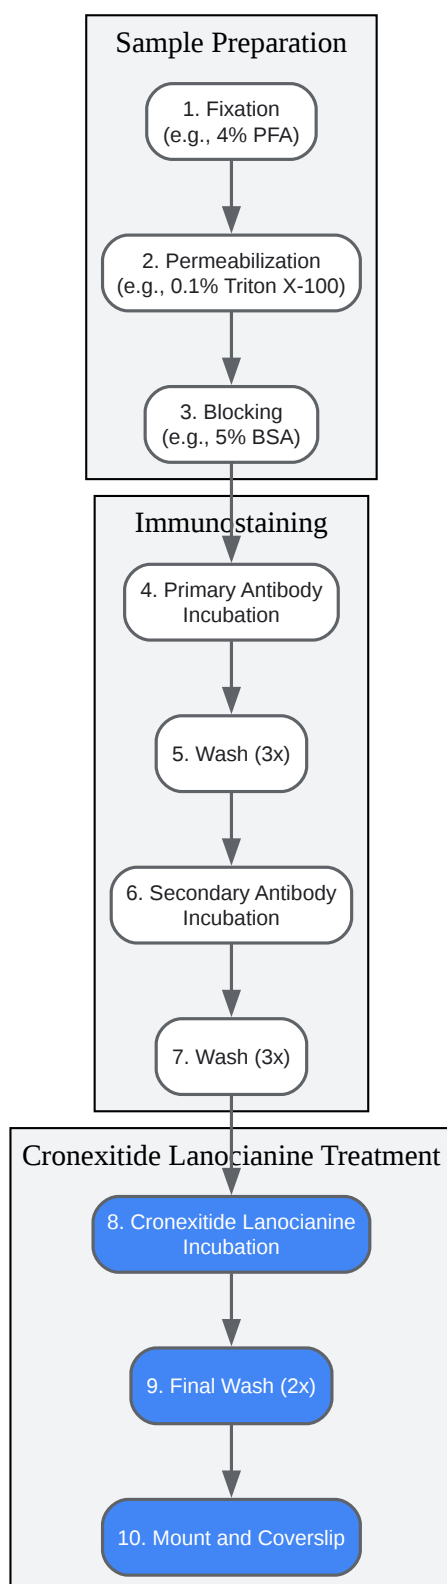 Sample Preparation
1. Fixation
(e.g., 4% PFA)
2. Permeabilization
(e.g., 0.1% Triton X-100)
3. Blocking
(e.g., 5% BSA)
Immunostaining
4. Primary Antibody
Incubation
5. Wash (3x)
6. Secondary Antibody
Incubation
7. Wash (3x)
Cronexitide Lanocianine Treatment
8. Cronexitide Lanocianine
Incubation
9. Final Wash (2x)
10. Mount and Coverslip